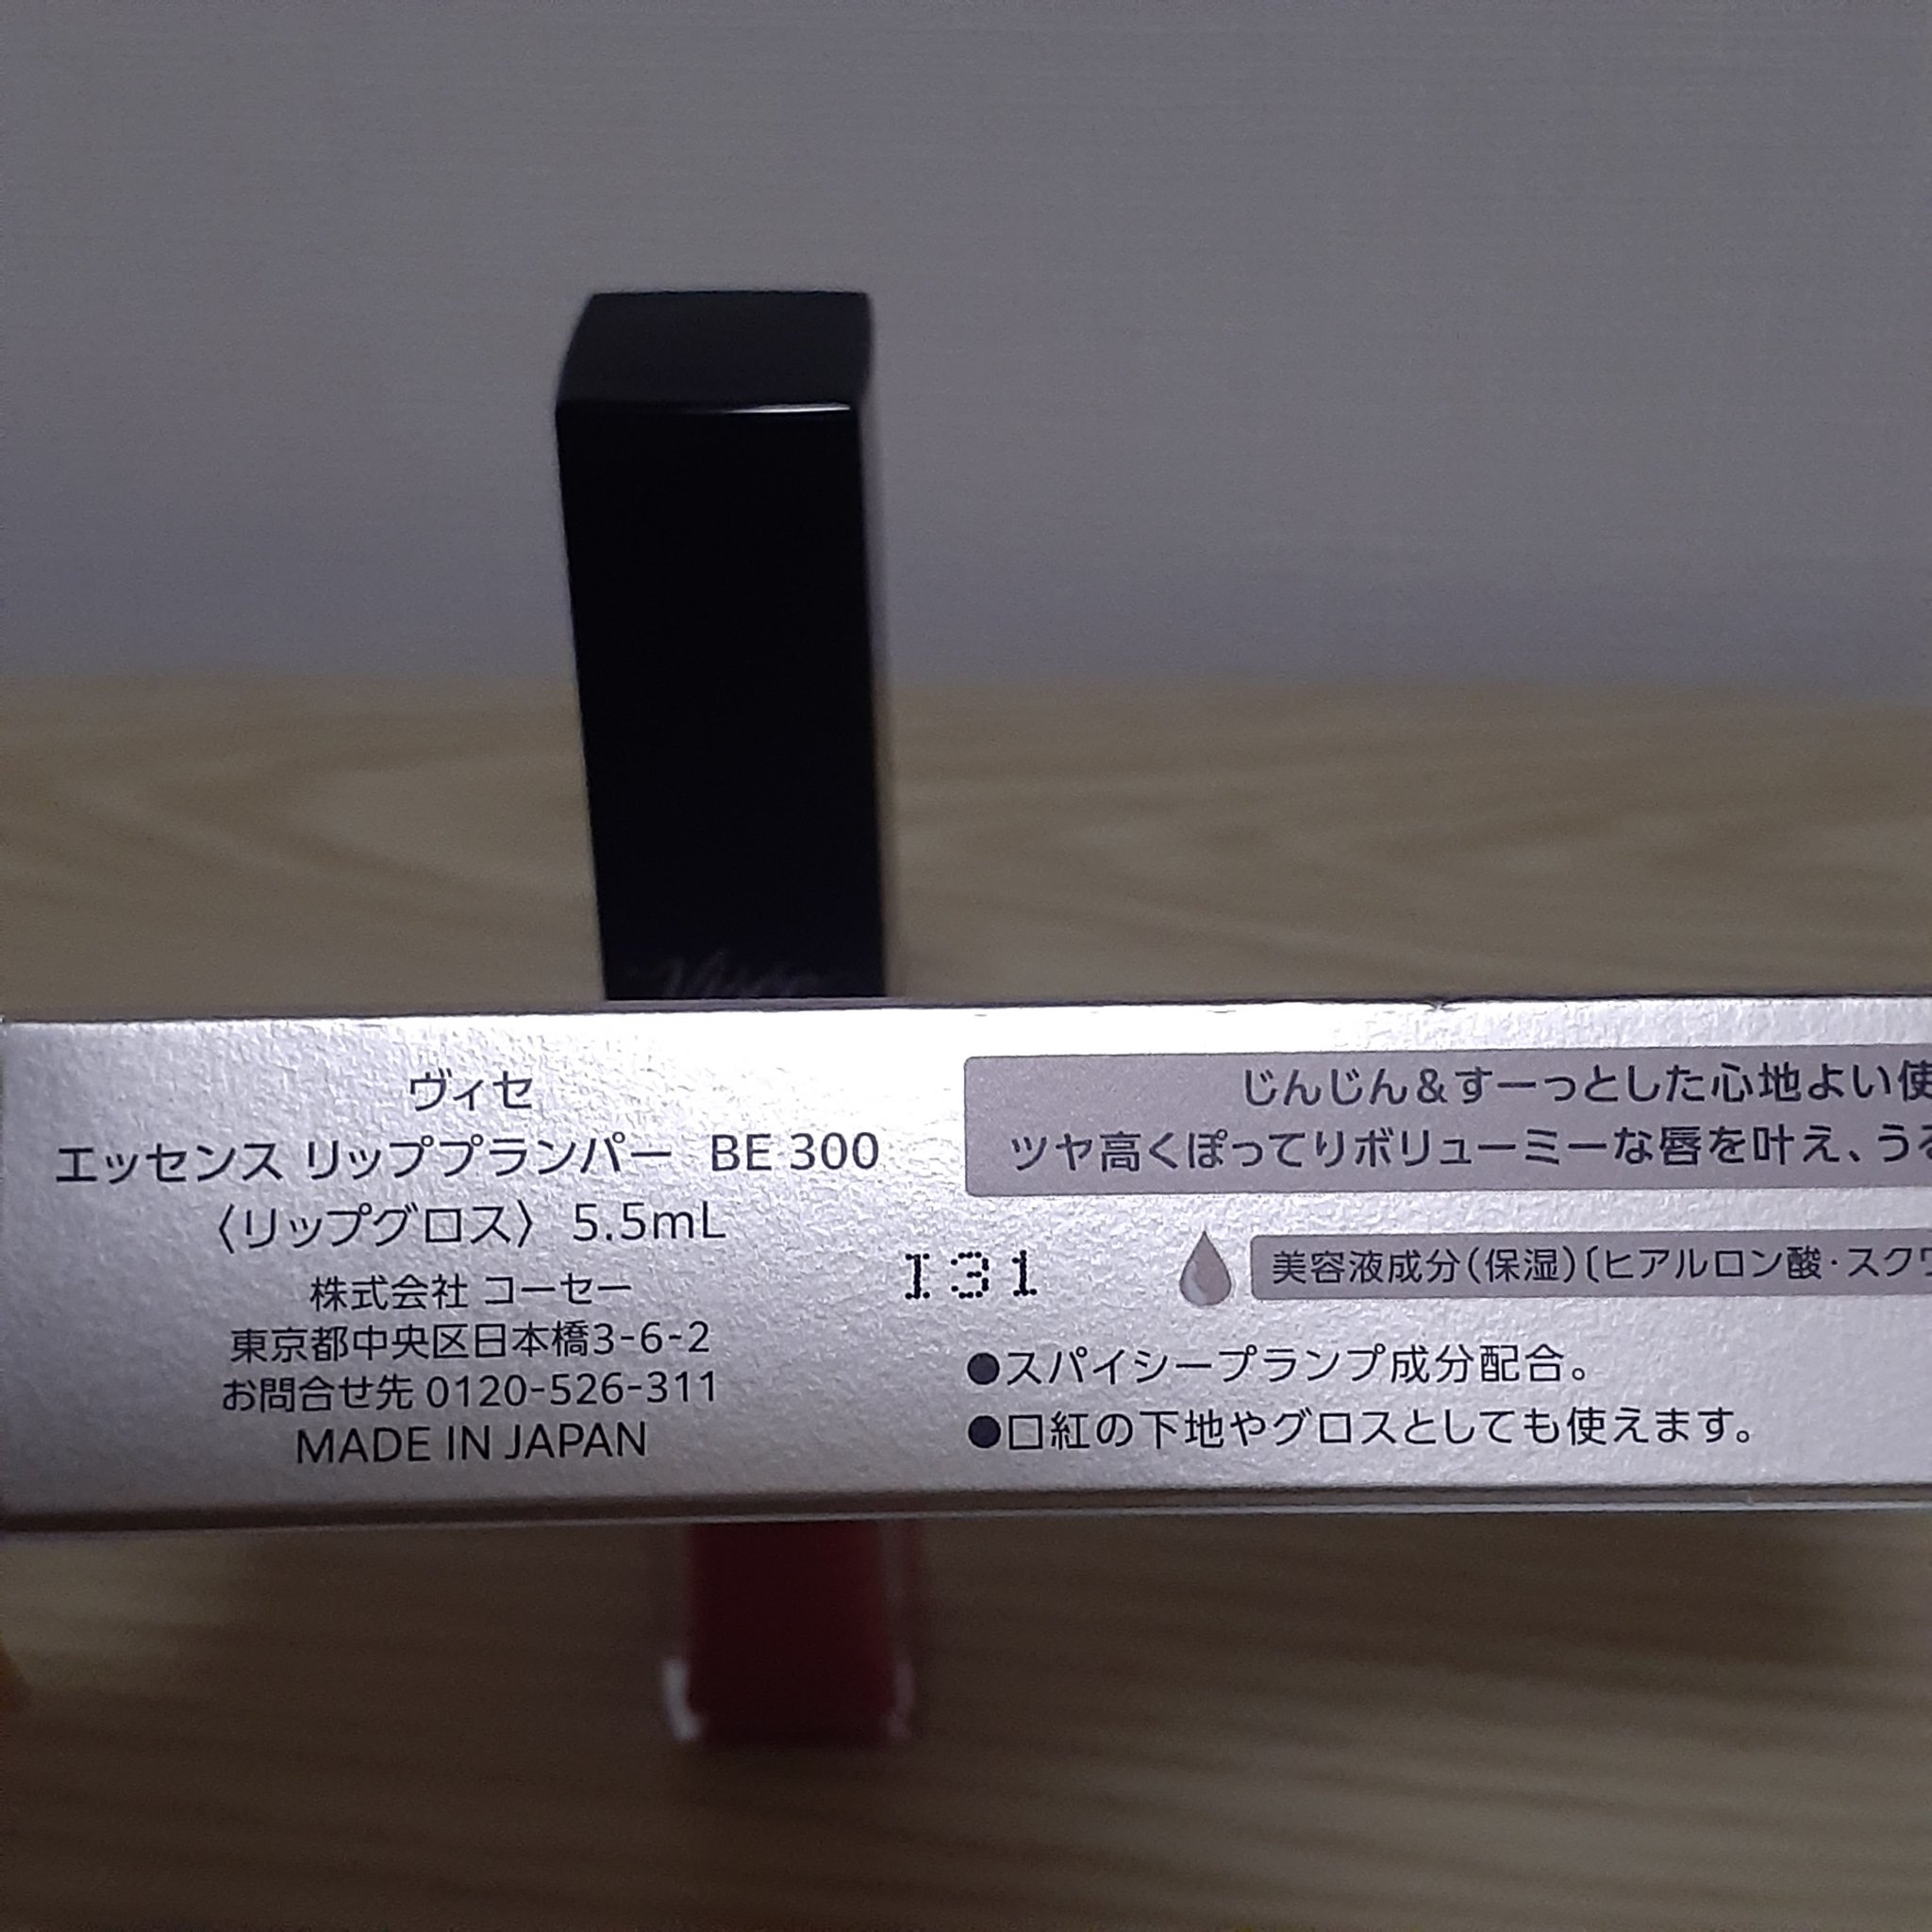 Visée
ヴィセ
エッセンス リッププランパー BE 300
〈リップグロス〉 5.5mL
株式会社 コーセー
東京都中央区日本橋3-6-2
お問合せ先 0120-526-311
MADE IN JAPAN
I31
じんじん&すーっとした心地よい使
ツヤ高くぽってりボリューミーな唇を叶え、うる
美容液成分(保湿)〔ヒアルロン酸·スクワ
●スパイシープランプ成分配合。
●口紅の下地やグロスとしても使えます。